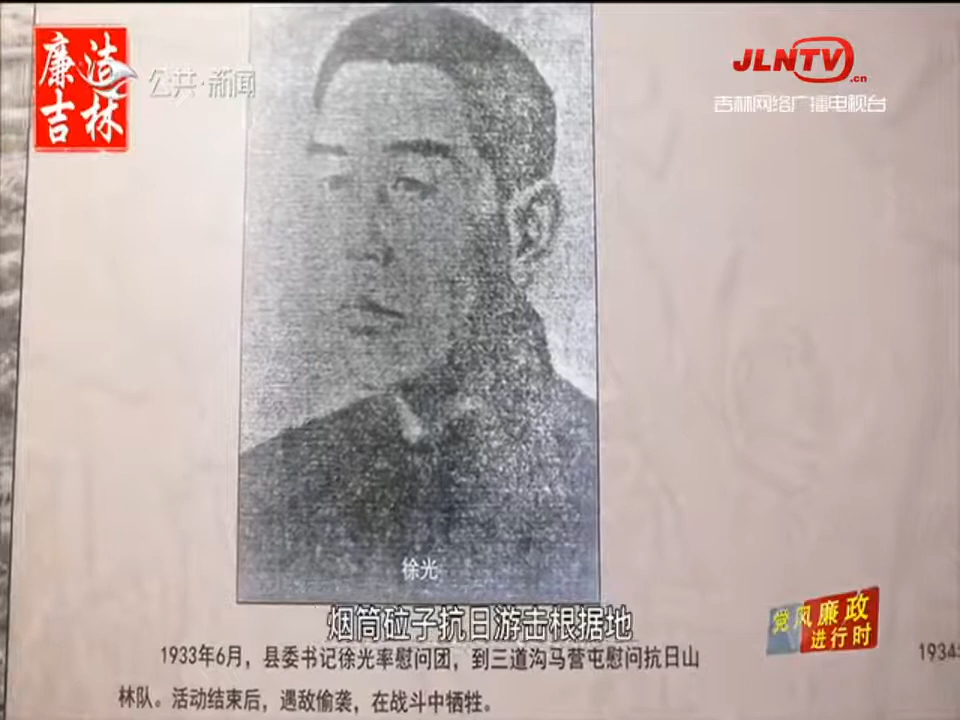 廉洁
吉林
公共·新闻
JLNTV.cn
吉林网络广播电视台
徐光
烟筒砬子抗日游击根据地
党风廉政
进行时
1933年6月，县委书记徐光率慰问团，到三道沟马营屯慰问抗日山
林队。活动结束后，遇敌偷袭，在战斗中牺牲。
1934